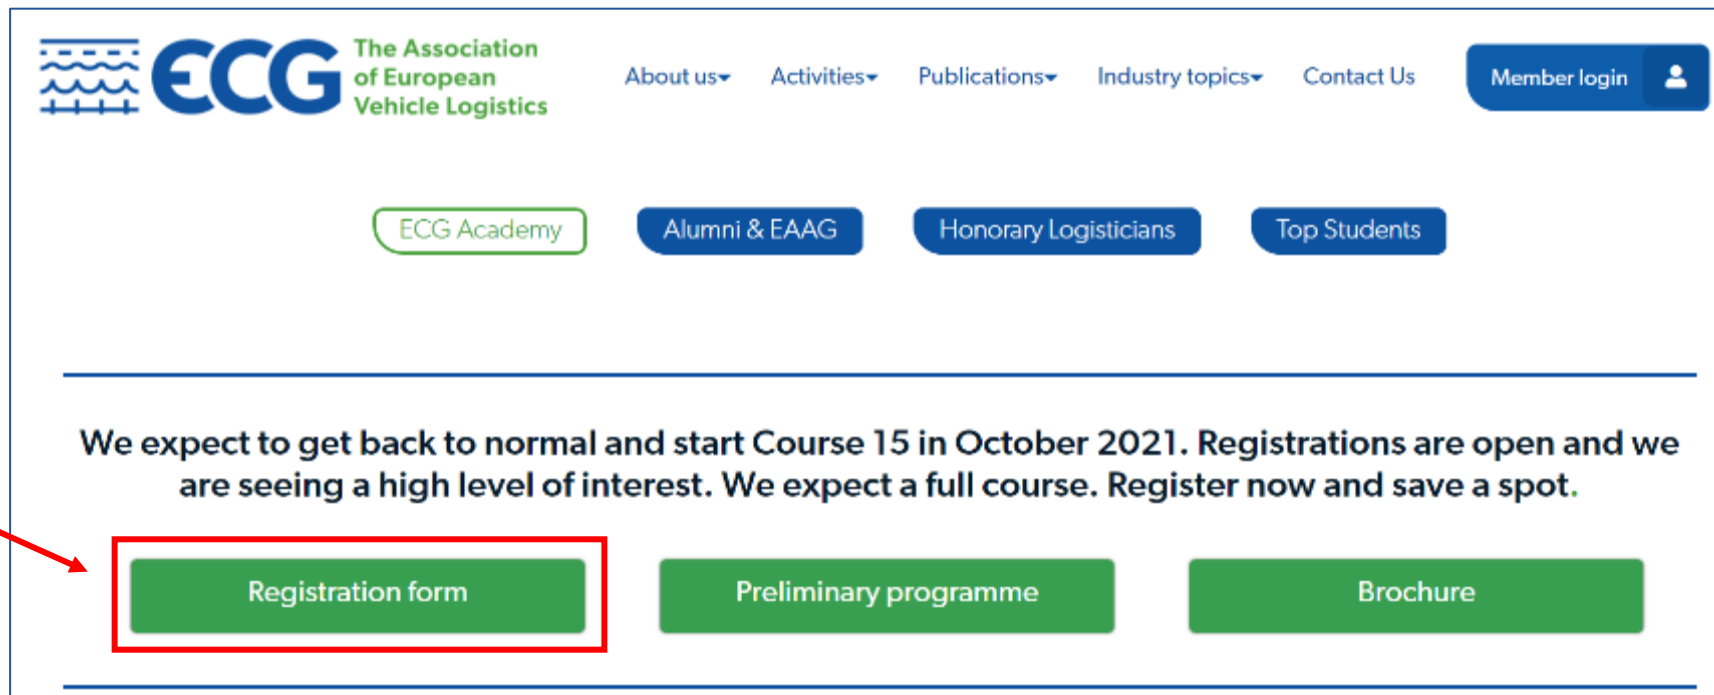 ECG
The Association
of European
Vehicle Logistics
About us
Activities
Publications
Industry topics
Contact Us
Member login
ECG Academy
Alumni & EAAG
Honorary Logisticians
Top Students
We expect to get back to normal and start Course 15 in October 2021. Registrations are open and we
are seeing a high level of interest. We expect a full course. Register now and save a spot.
Registration form
Preliminary programme
Brochure